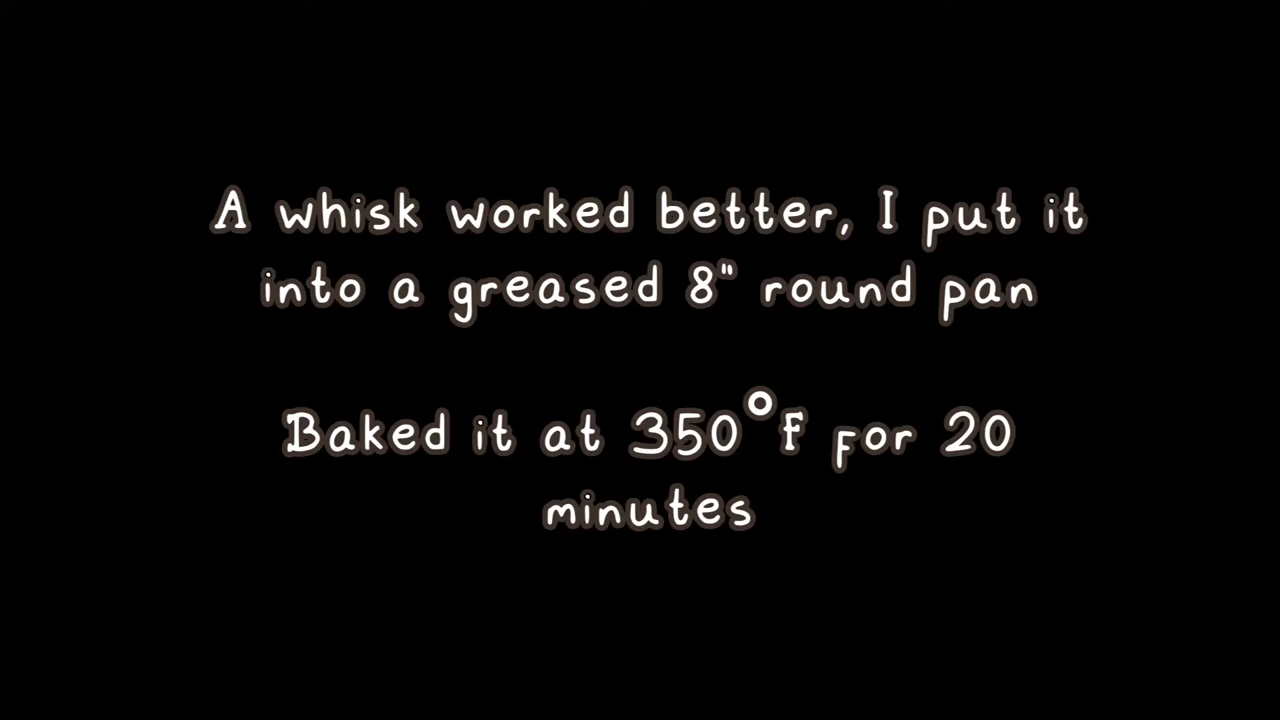 A whisk worked better, I put it
into a greased 8" round pan
Baked it at 350°F for 20
minutes